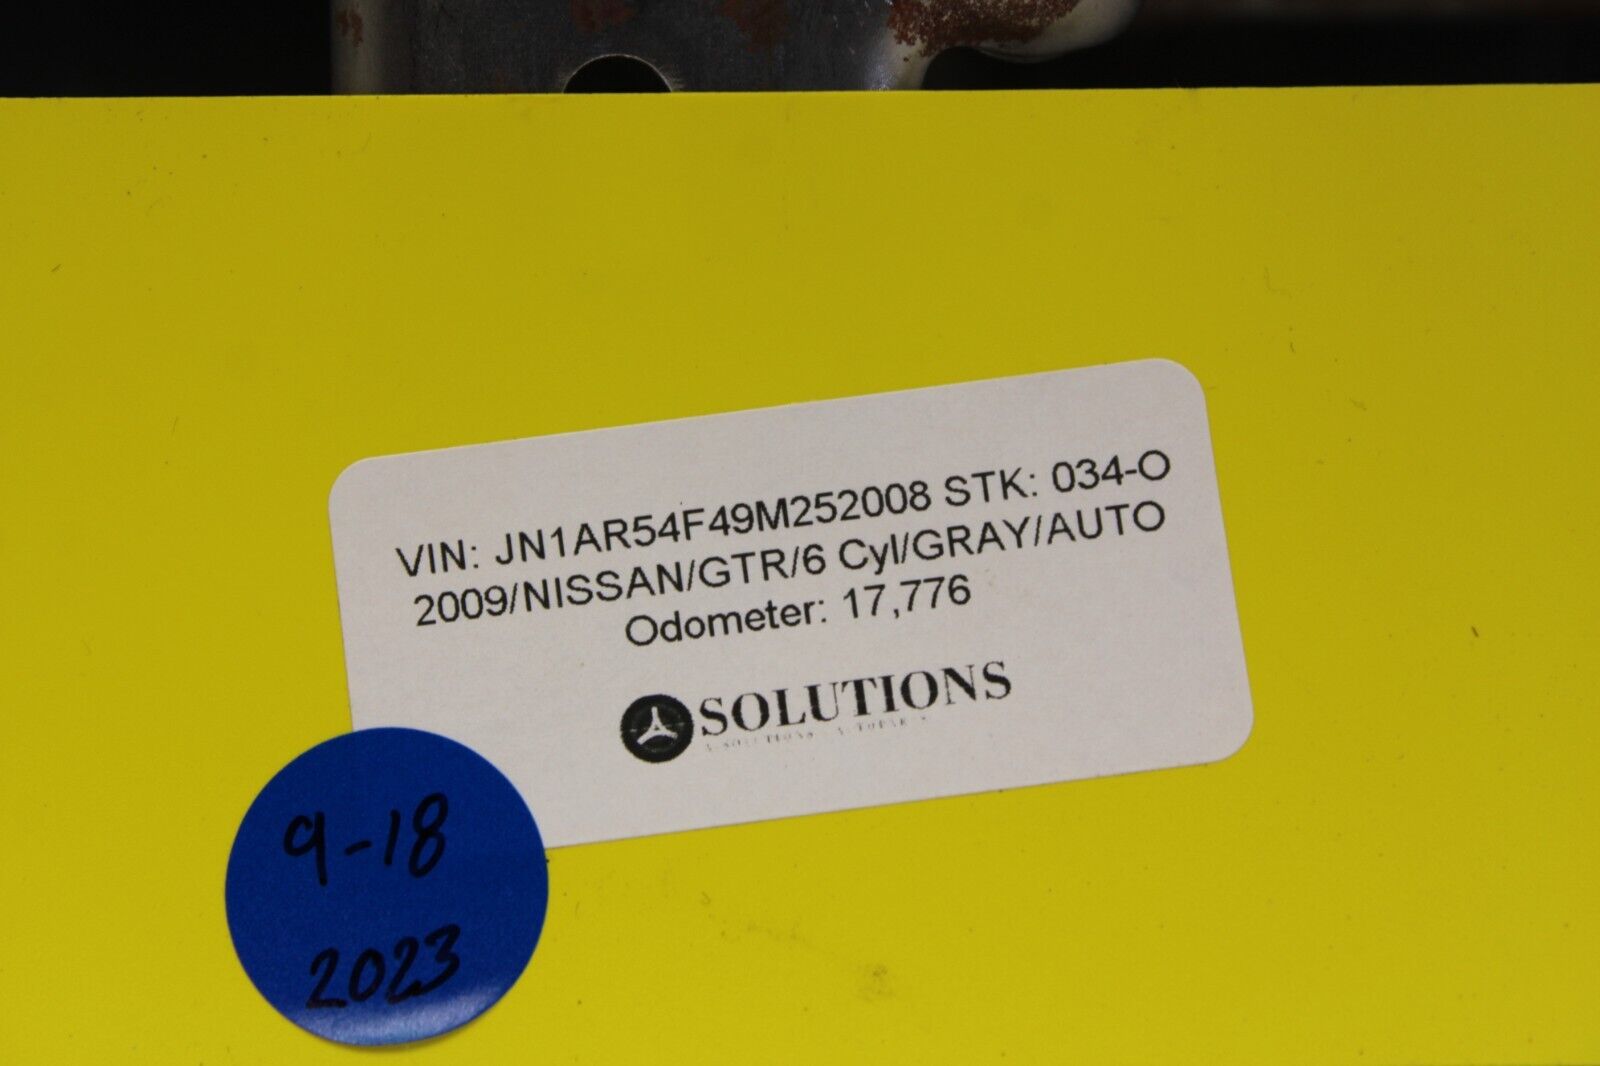 VIN: JN1AR54F49M252008 STK: 034-O
2009/NISSAN/GTR/6 Cyl/GRAY/AUTO
Odometer: 17,776
SOLUTIONS
9-18
2023